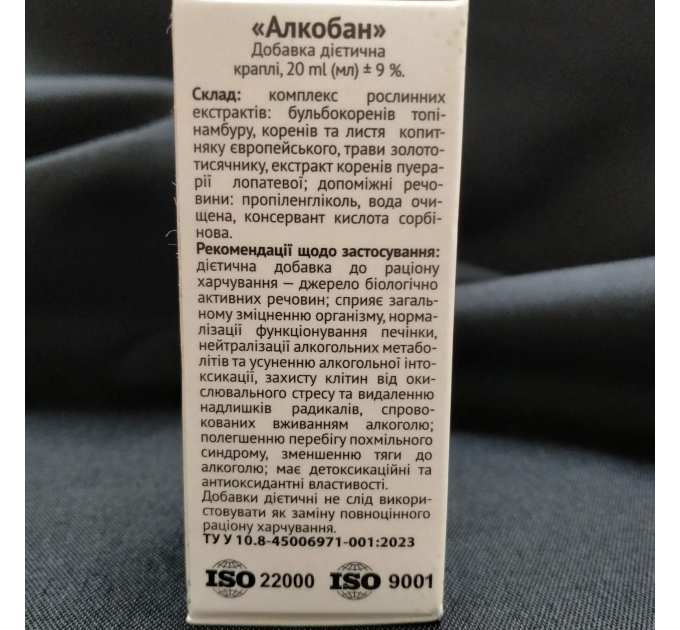 «Алкобан»
Добавка дієтична
краплі, 20 ml (мл) ± 9 %.
Склад: комплекс рослинних
екстрактів: бульбокоренів топі-
намбуру, коренів та листя копит-
няку європейського, трави золото-
тисячнику, екстракт коренів пуера-
рії лопатевої; допоміжні речо-
вини: пропіленгліколь, вода очи-
щена, консервант кислота сорбі-
нова.
Рекомендації щодо застосування:
дієтична добавка до раціону
харчування — джерело біологічно
активних речовин; сприяє загаль-
ному зміцненню організму, норма-
лізації функціонування печінки,
нейтралізації алкогольних метабо-
літів та усуненню алкогольної інто-
ксикації, захисту клітин від оки-
слювального стресу та видаленню
надлишків радикалів, спрово-
кованих вживанням алкоголю;
полегшенню перебігу похмільного
синдрому, зменшенню тяги до
алкоголю; має детоксикаційні та
антиоксидантні властивості.
Добавки дієтичні не слід викори-
стовувати як заміну повноцінного
раціону харчування.
ТУ У 10.8-45006971-001:2023
ISO 22000 ISO 9001